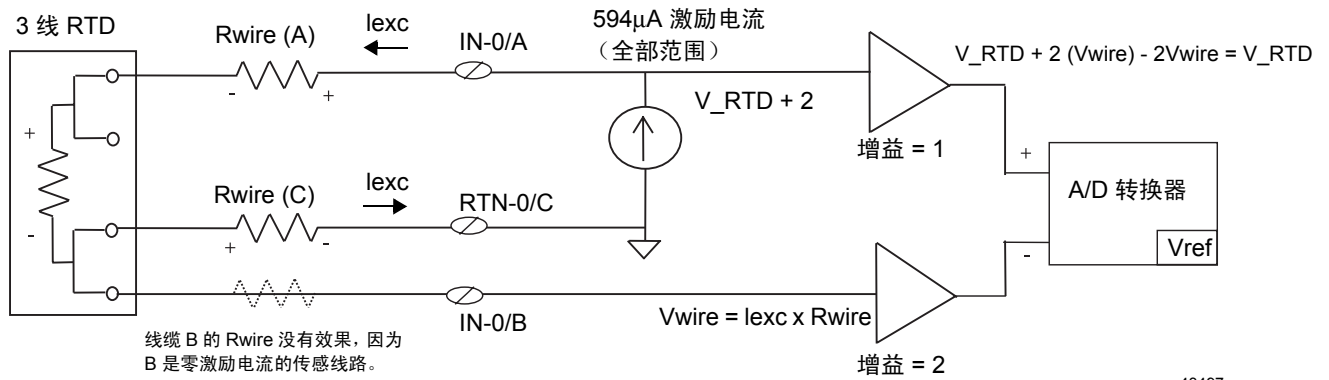 3 线 RTD
Rwire (A)
Iexc
IN-0/A
594μA 激励电流
（全部范围）
V_RTD + 2 (Vwire) - 2Vwire = V_RTD
V_RTD + 2
增益 = 1
+
-
+
-
+
-
Rwire (C)
Iexc
RTN-0/C
+
-
A/D 转换器
Vref
-
IN-0/B
Vwire = Iexc x Rwire
增益 = 2
线缆 B 的 Rwire 没有效果，因为
B 是零激励电流的传感线路。